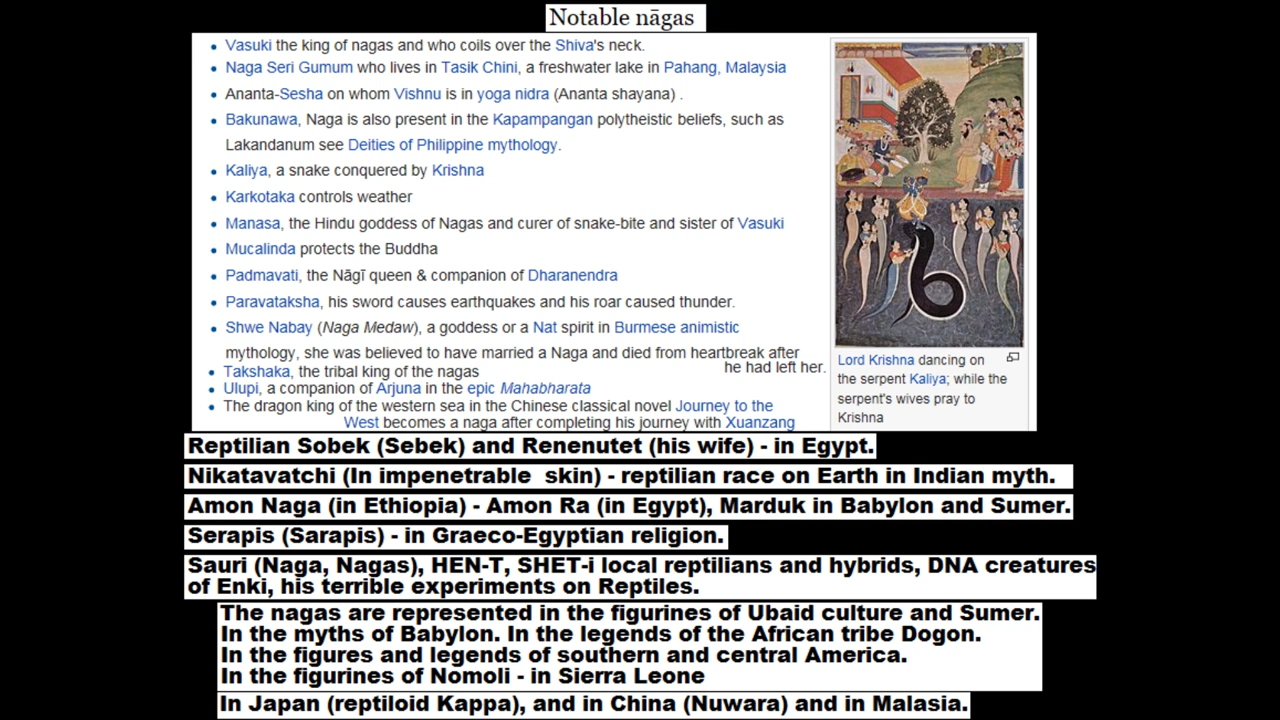 Notable nāgas
Vasuki the king of nagas and who coils over the Shiva's neck.
Naga Seri Gumum who lives in Tasik Chini, a freshwater lake in Pahang, Malaysia
Ananta-Sesha on whom Vishnu is in yoga nidra (Ananta shayana) .
Bakunawa, Naga is also present in the Kapampangan polytheistic beliefs, such as
Lakandanum see Deities of Philippine mythology.
Kaliya, a snake conquered by Krishna
Karkotaka controls weather
Manasa, the Hindu goddess of Nagas and curer of snake-bite and sister of Vasuki
Mucalinda protects the Buddha
Padmavati, the Nāgī queen & companion of Dharanendra
Paravataksha, his sword causes earthquakes and his roar caused thunder.
Shwe Nabay (Naga Medaw), a goddess or a Nat spirit in Burmese animistic
mythology, she was believed to have married a Naga and died from heartbreak after
he had left her.
Takshaka, the tribal king of the nagas
Ulupi, a companion of Arjuna in the epic Mahabharata
The dragon king of the western sea in the Chinese classical novel Journey to the
West becomes a naga after completing his journey with Xuanzang
Lord Krishna dancing on
the serpent Kaliya; while the
serpent's wives pray to
Krishna
Reptilian Sobek (Sebek) and Renenutet (his wife) - in Egypt.
Nikatavatchi (In impenetrable skin) - reptilian race on Earth in Indian myth.
Amon Naga (in Ethiopia) - Amon Ra (in Egypt), Marduk in Babylon and Sumer.
Serapis (Sarapis) - in Graeco-Egyptian religion.
Sauri (Naga, Nagas), HEN-T, SHET-i local reptilians and hybrids, DNA creatures
of Enki, his terrible experiments on Reptiles.
The nagas are represented in the figurines of Ubaid culture and Sumer.
In the myths of Babylon. In the legends of the African tribe Dogon.
In the figures and legends of southern and central America.
In the figurines of Nomoli - in Sierra Leone
In Japan (reptiloid Kappa), and in China (Nuwara) and in Malasia.